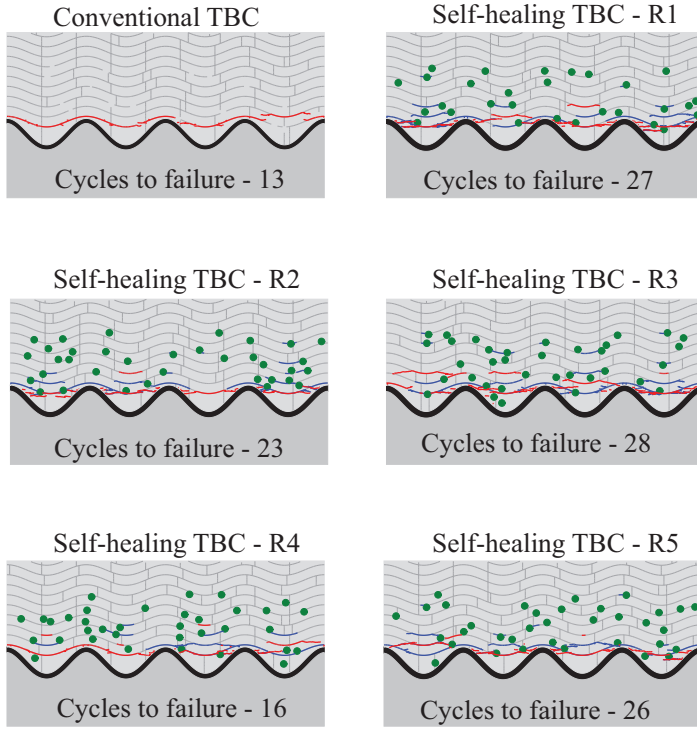 Conventional TBC
Self-healing TBC - R1
Cycles to failure - 13
Cycles to failure - 27
Self-healing TBC - R2
Self-healing TBC - R3
Cycles to failure - 23
Cycles to failure - 28
Self-healing TBC - R4
Self-healing TBC - R5
Cycles to failure - 16
Cycles to failure - 26